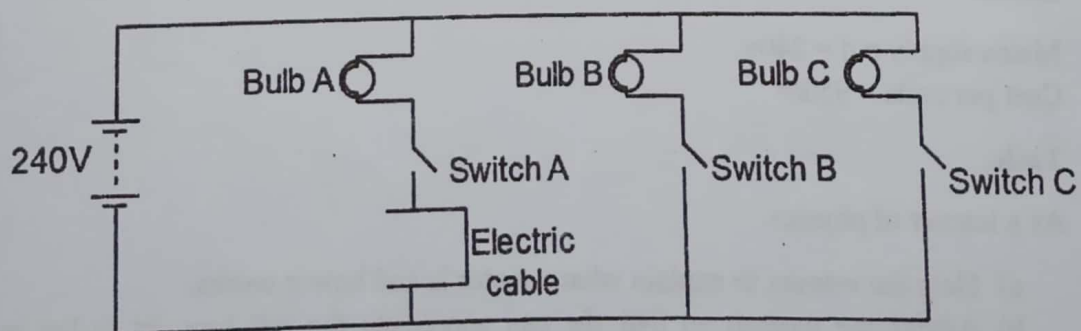 Bulb A
Bulb B
Bulb C
240V
Switch A
Switch B
Switch C
Electric
cable